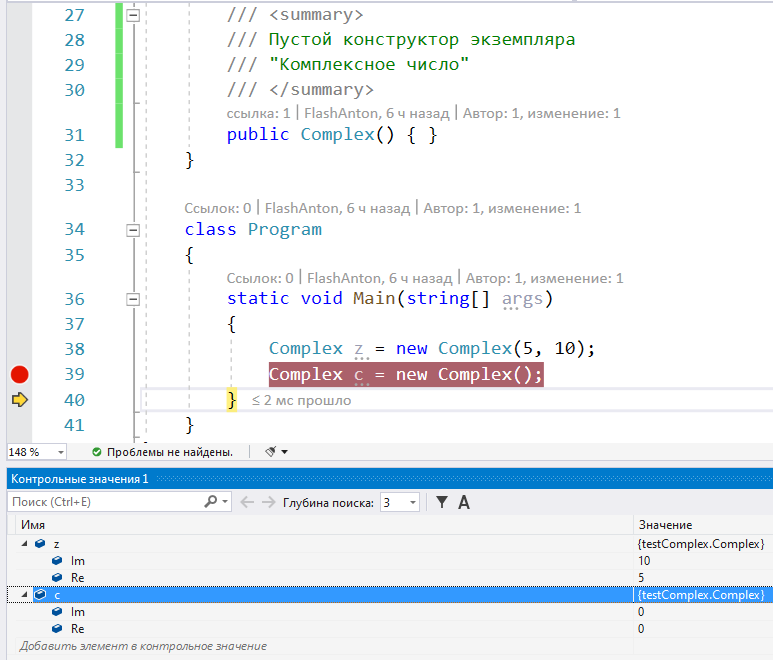 27 /// <summary>
28 /// Пустой конструктор экземпляра
29 /// "Комплексное число"
30 /// </summary>
ссылка: 1 | FlashAnton, 6 ч назад | Автор: 1, изменение: 1
31 public Complex() { }
32 }
33
Ссылок: 0 | FlashAnton, 6 ч назад | Автор: 1, изменение: 1
34 class Program
35 {
Ссылок: 0 | FlashAnton, 6 ч назад | Автор: 1, изменение: 1
36 static void Main(string[] args)
37 {
38 Complex z = new Complex(5, 10);
39 Complex c = new Complex();
40 } ≤ 2 мс прошло
41 }
148 % Проблемы не найдены.
Контрольные значения 1
Поиск (Ctrl+E) Глубина поиска: 3 A
Имя Значение
z {testComplex.Complex}
Im 10
Re 5
c {testComplex.Complex}
Im 0
Re 0
Добавить элемент в контрольное значение